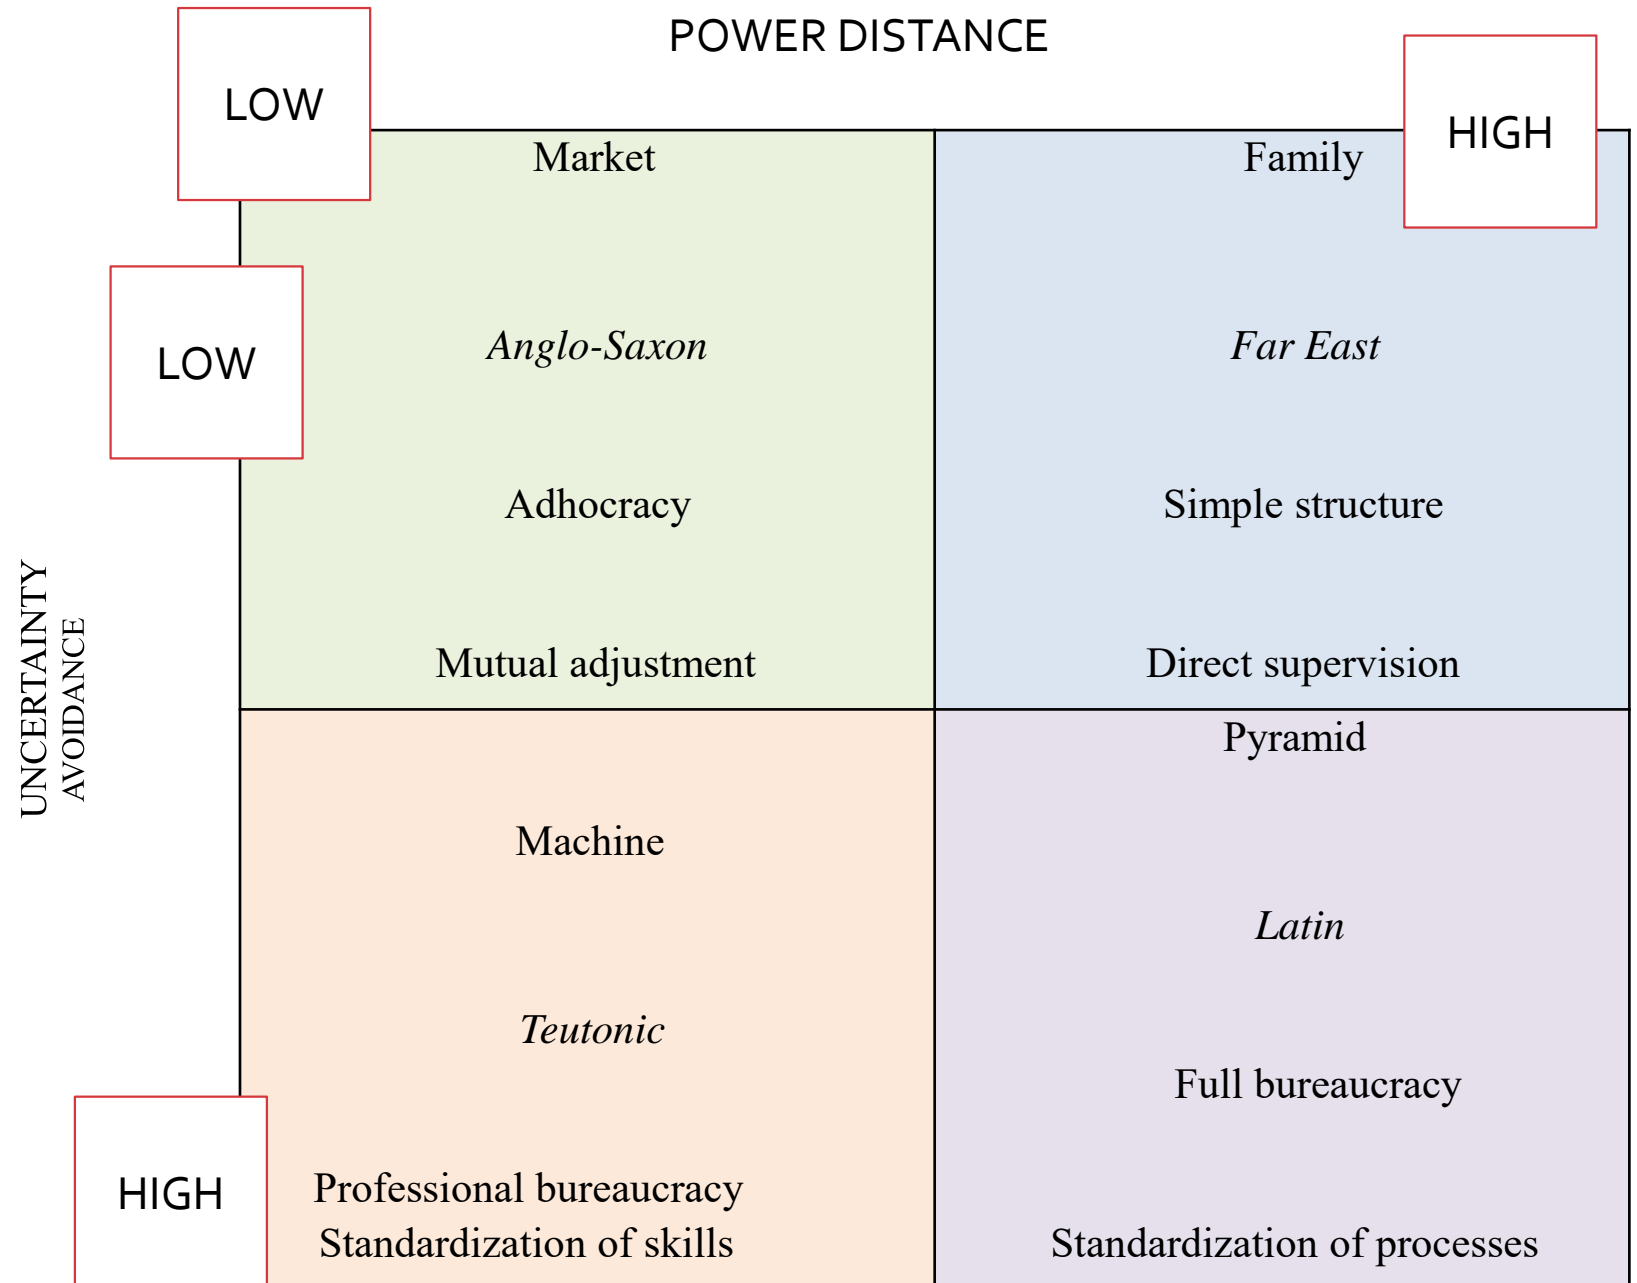 POWER DISTANCE
LOW
HIGH
Market
Family
LOW
Anglo-Saxon
Far East
Adhocracy
Simple structure
Mutual adjustment
Direct supervision
UNCERTAINTY
AVOIDANCE
Machine
Teutonic
Professional bureaucracy
Standardization of skills
Pyramid
Latin
Full bureaucracy
Standardization of processes
HIGH